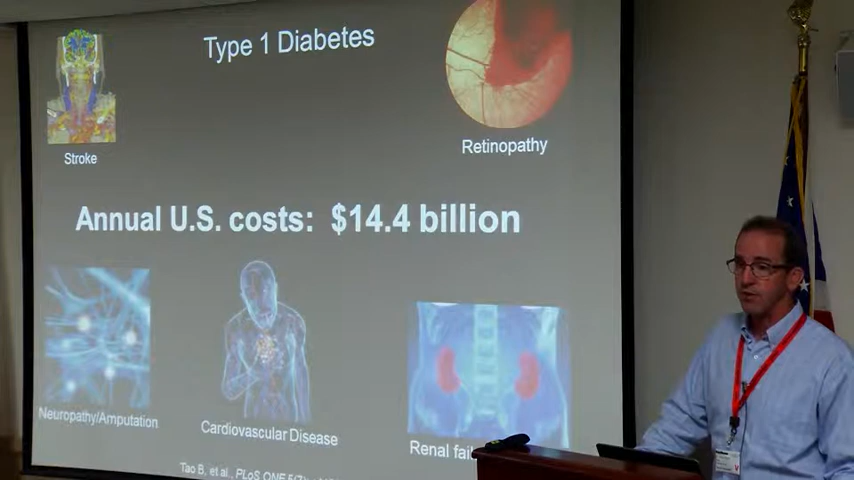 Type 1 Diabetes
Stroke
Retinopathy
Annual U.S. costs: $14.4 billion
Neuropathy/Amputation
Cardiovascular Disease
Renal
Tao B, et al., PLoS ONE